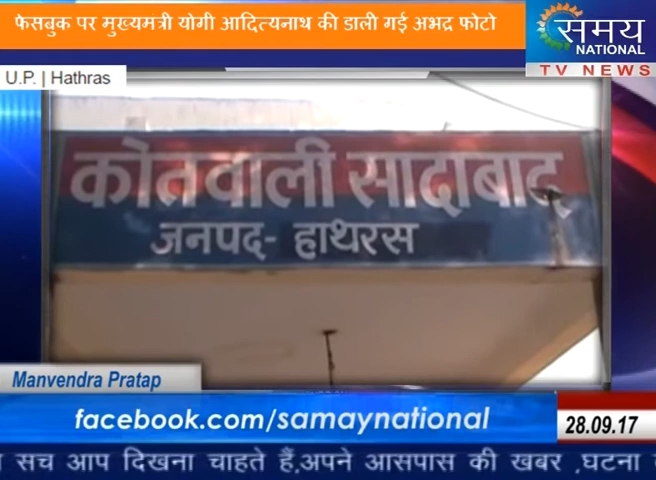 फेसबुक पर मुख्यमत्री योगी आदित्यनाथ की डाली गई अभद्र फोटो
समय
NATIONAL
TV NEWS
U.P. | Hathras
कोतवाली सादाबाद
जनपद- हाथरस
Manvendra Pratap
facebook.com/samaynational
28.09.17
सच आप दिखना चाहते हैं,अपने आसपास की खबर ,घटना